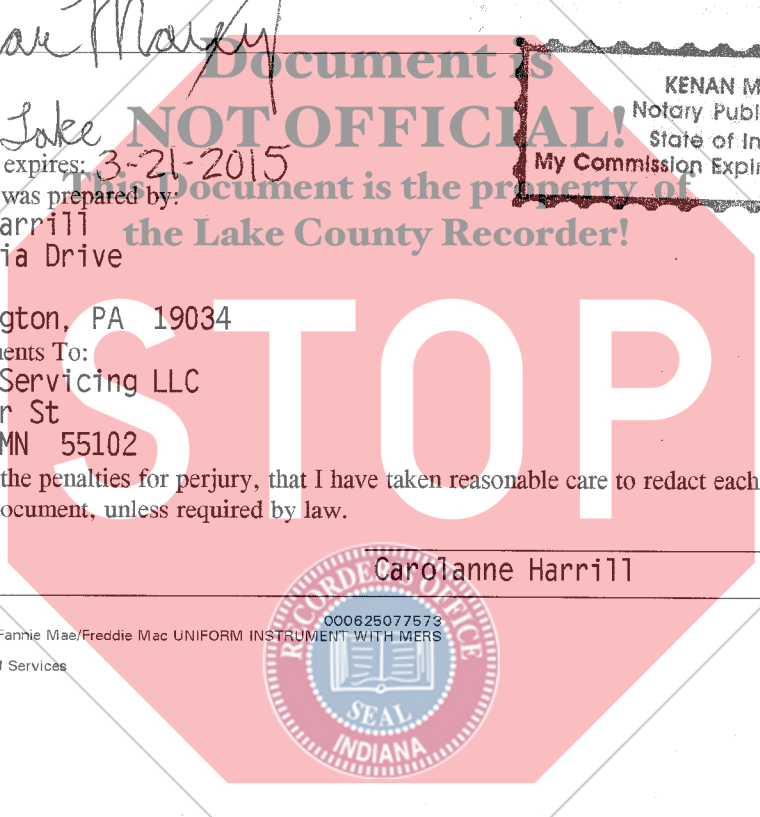 Document is
KENAN M
NOT OFFICIAL!
Notary Publ
Lake
State of In
expires: 3-21-2015
My Commission Expir
This Document is the property of
was prepared by:
arrill
the Lake County Recorder!
ia Drive
gton, PA 19034
ents To:
Servicing LLC
r St
MN 55102
STOP
the penalties for perjury, that I have taken reasonable care to redact each
ocument, unless required by law.
Carolanne Harrill
RECORDER'S OFFICE
000625077573
Fannie Mae/Freddie Mac UNIFORM INSTRUMENT WITH MERS
Services
SEAL
INDIANA